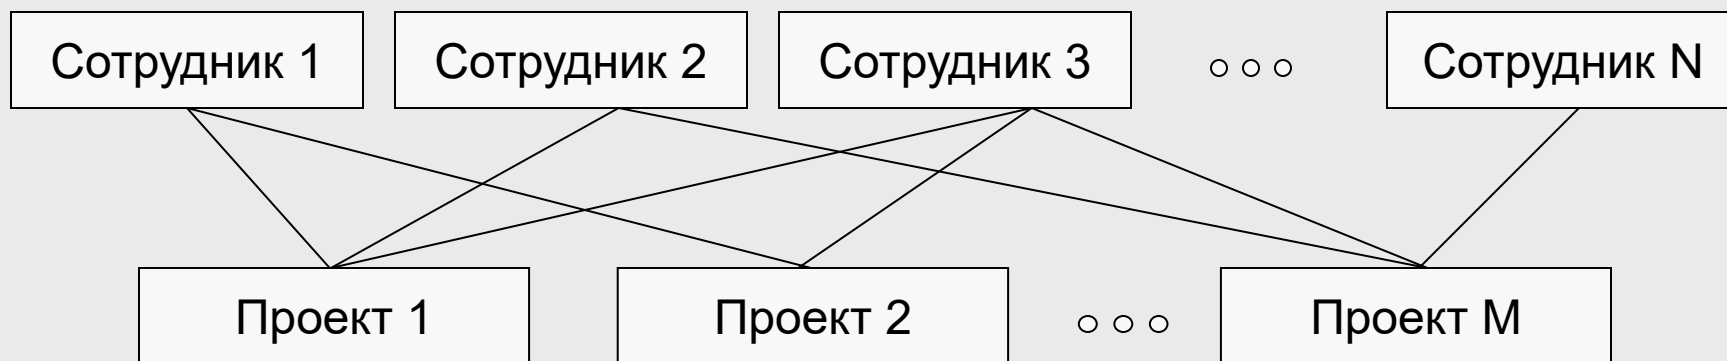 Сотрудник 1
Сотрудник 2
Сотрудник 3
Сотрудник N
Проект 1
Проект 2
Проект M